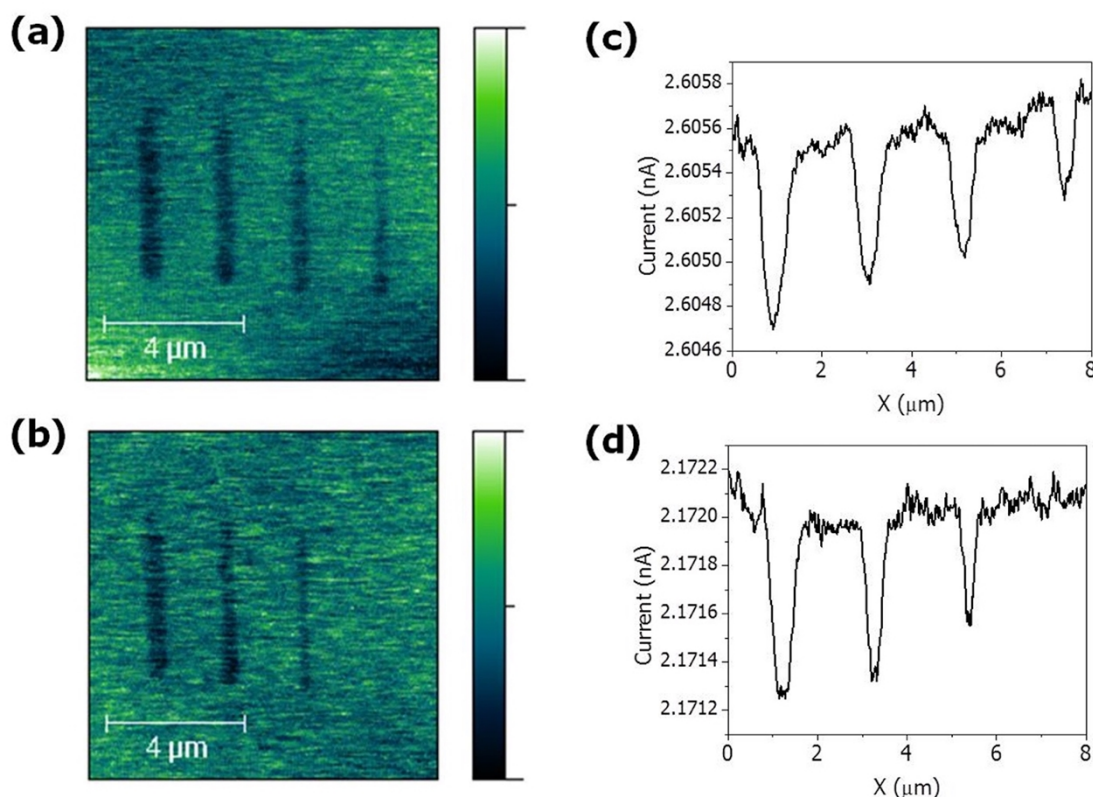 (a)
4 μm
(b)
4 μm
(c)
2.6058
2.6056
2.6054
2.6052
2.6050
2.6048
2.6046
Current (nA)
0 2 4 6 8
X (μm)
(d)
2.1722
2.1720
2.1719
2.1718
2.1716
2.1714
2.1712
Current (nA)
0 2 4 6 8
X (μm)